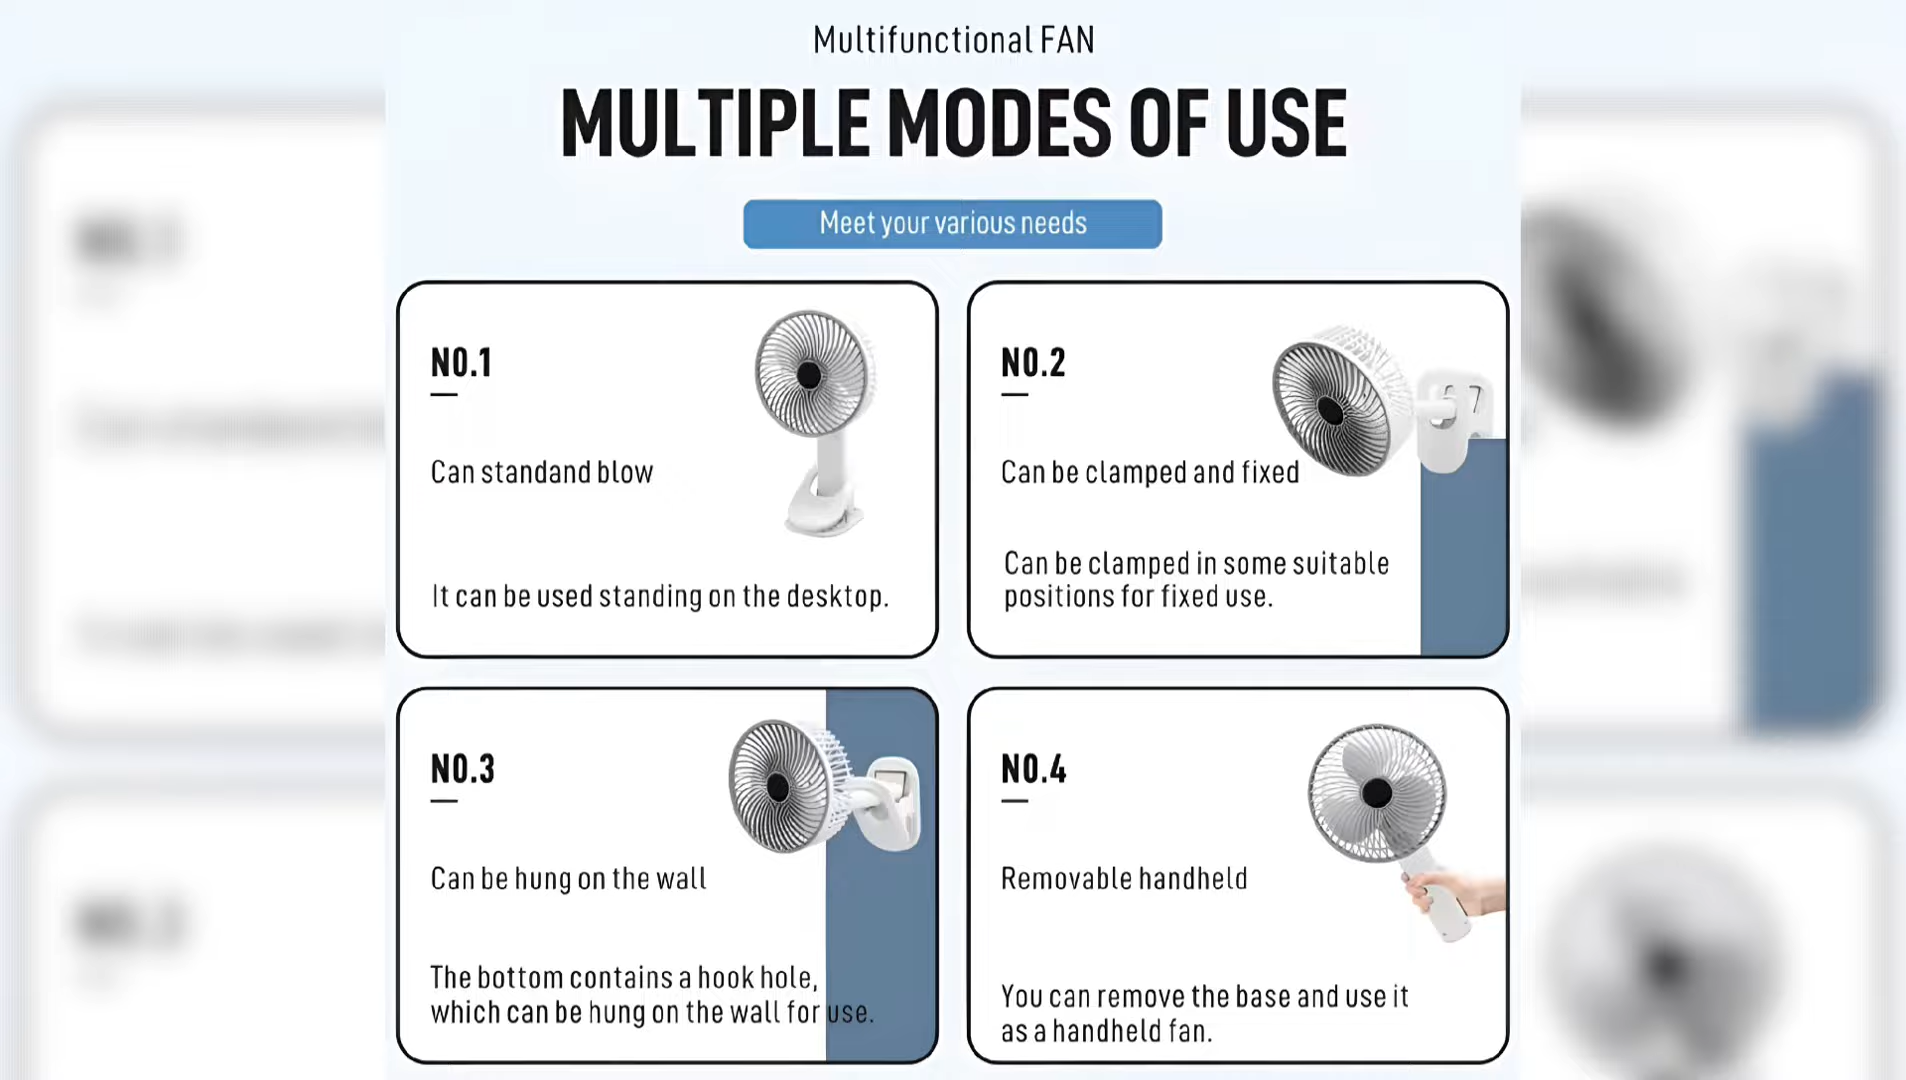 Multifunctional FAN
MULTIPLE MODES OF USE
Meet your various needs
NO.1
Can standand blow
It can be used standing on the desktop.
NO.2
Can be clamped and fixed
Can be clamped in some suitable
positions for fixed use.
NO.3
Can be hung on the wall
The bottom contains a hook hole,
which can be hung on the wall for use.
NO.4
Removable handheld
You can remove the base and use it
as a handheld fan.